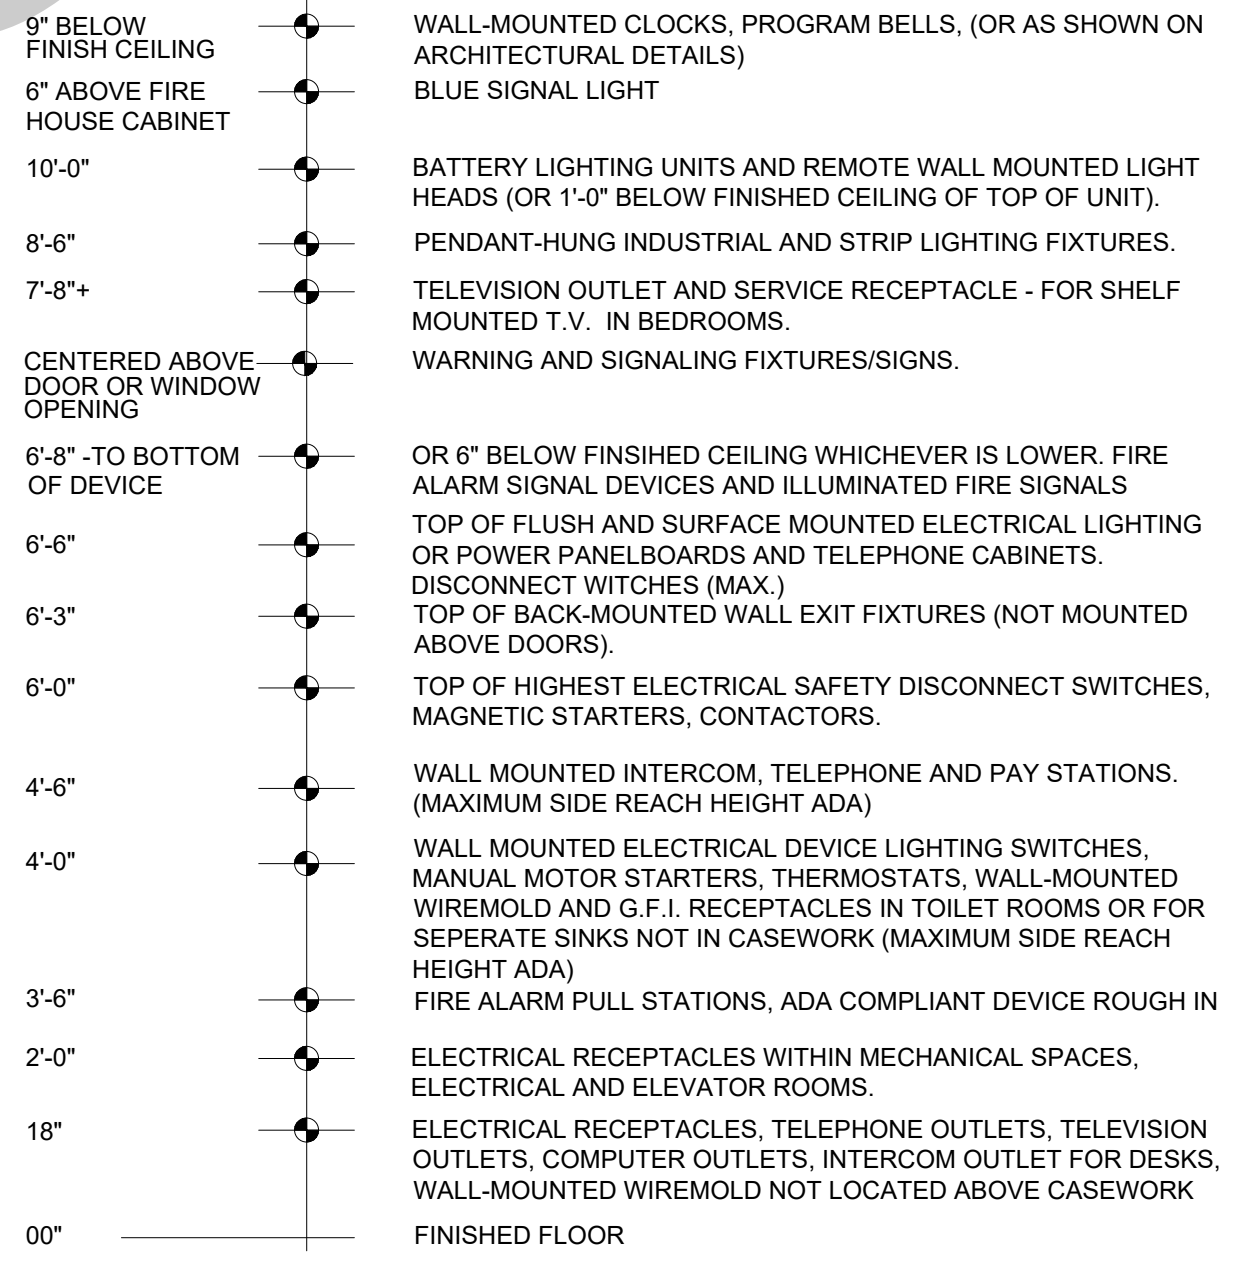 9" BELOW
FINISH CEILING
WALL-MOUNTED CLOCKS, PROGRAM BELLS, (OR AS SHOWN ON
ARCHITECTURAL DETAILS)
6" ABOVE FIRE
HOUSE CABINET
BLUE SIGNAL LIGHT
10'-0"
BATTERY LIGHTING UNITS AND REMOTE WALL MOUNTED LIGHT
HEADS (OR 1'-0" BELOW FINISHED CEILING OF TOP OF UNIT).
8'-6"
PENDANT-HUNG INDUSTRIAL AND STRIP LIGHTING FIXTURES.
7'-8"+
TELEVISION OUTLET AND SERVICE RECEPTACLE - FOR SHELF
MOUNTED T.V. IN BEDROOMS.
CENTERED ABOVE
DOOR OR WINDOW
OPENING
WARNING AND SIGNALING FIXTURES/SIGNS.
6'-8" -TO BOTTOM
OF DEVICE
OR 6" BELOW FINSIHED CEILING WHICHEVER IS LOWER. FIRE
ALARM SIGNAL DEVICES AND ILLUMINATED FIRE SIGNALS
6'-6"
TOP OF FLUSH AND SURFACE MOUNTED ELECTRICAL LIGHTING
OR POWER PANELBOARDS AND TELEPHONE CABINETS.
DISCONNECT WITCHES (MAX.)
6'-3"
TOP OF BACK-MOUNTED WALL EXIT FIXTURES (NOT MOUNTED
ABOVE DOORS).
6'-0"
TOP OF HIGHEST ELECTRICAL SAFETY DISCONNECT SWITCHES,
MAGNETIC STARTERS, CONTACTORS.
4'-6"
WALL MOUNTED INTERCOM, TELEPHONE AND PAY STATIONS.
(MAXIMUM SIDE REACH HEIGHT ADA)
4'-0"
WALL MOUNTED ELECTRICAL DEVICE LIGHTING SWITCHES,
MANUAL MOTOR STARTERS, THERMOSTATS, WALL-MOUNTED
WIREMOLD AND G.F.I. RECEPTACLES IN TOILET ROOMS OR FOR
SEPERATE SINKS NOT IN CASEWORK (MAXIMUM SIDE REACH
HEIGHT ADA)
3'-6"
FIRE ALARM PULL STATIONS, ADA COMPLIANT DEVICE ROUGH IN
2'-0"
ELECTRICAL RECEPTACLES WITHIN MECHANICAL SPACES,
ELECTRICAL AND ELEVATOR ROOMS.
18"
ELECTRICAL RECEPTACLES, TELEPHONE OUTLETS, TELEVISION
OUTLETS, COMPUTER OUTLETS, INTERCOM OUTLET FOR DESKS,
WALL-MOUNTED WIREMOLD NOT LOCATED ABOVE CASEWORK
00"
FINISHED FLOOR